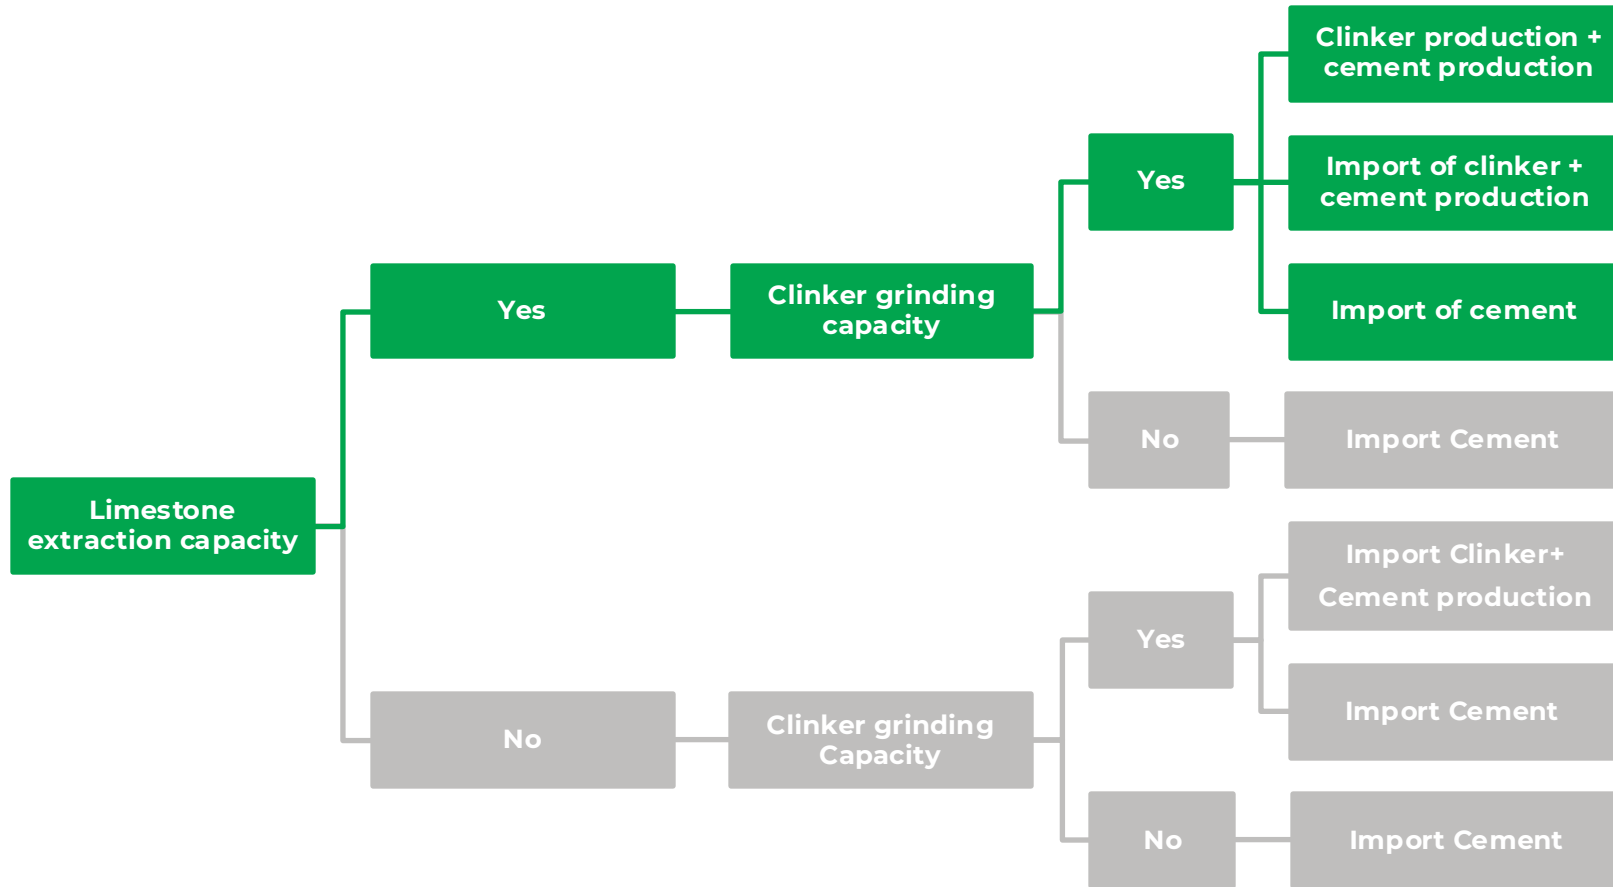 Clinker production +
cement production
Yes
Import of clinker +
cement production
Yes
Clinker grinding
capacity
Import of cement
No
Import Cement
Limestone
extraction capacity
Import Clinker+
Cement production
Yes
Import Cement
No
Clinker grinding
Capacity
No
Import Cement